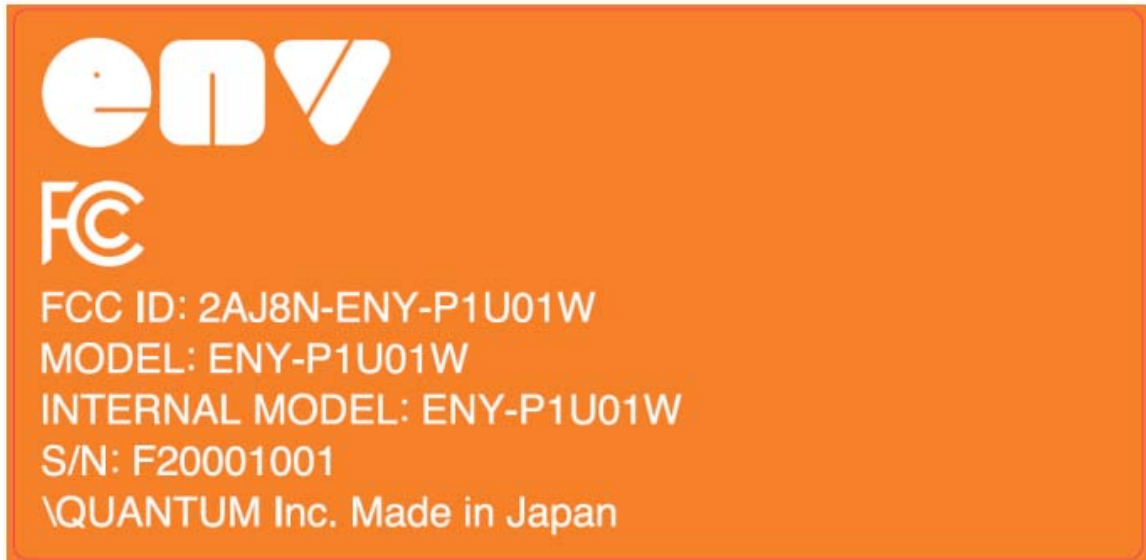 env
FCC
FCC ID: 2AJ8N-ENY-P1U01W
MODEL: ENY-P1U01W
INTERNAL MODEL: ENY-P1U01W
S/N: F20001001
\QUANTUM Inc. Made in Japan